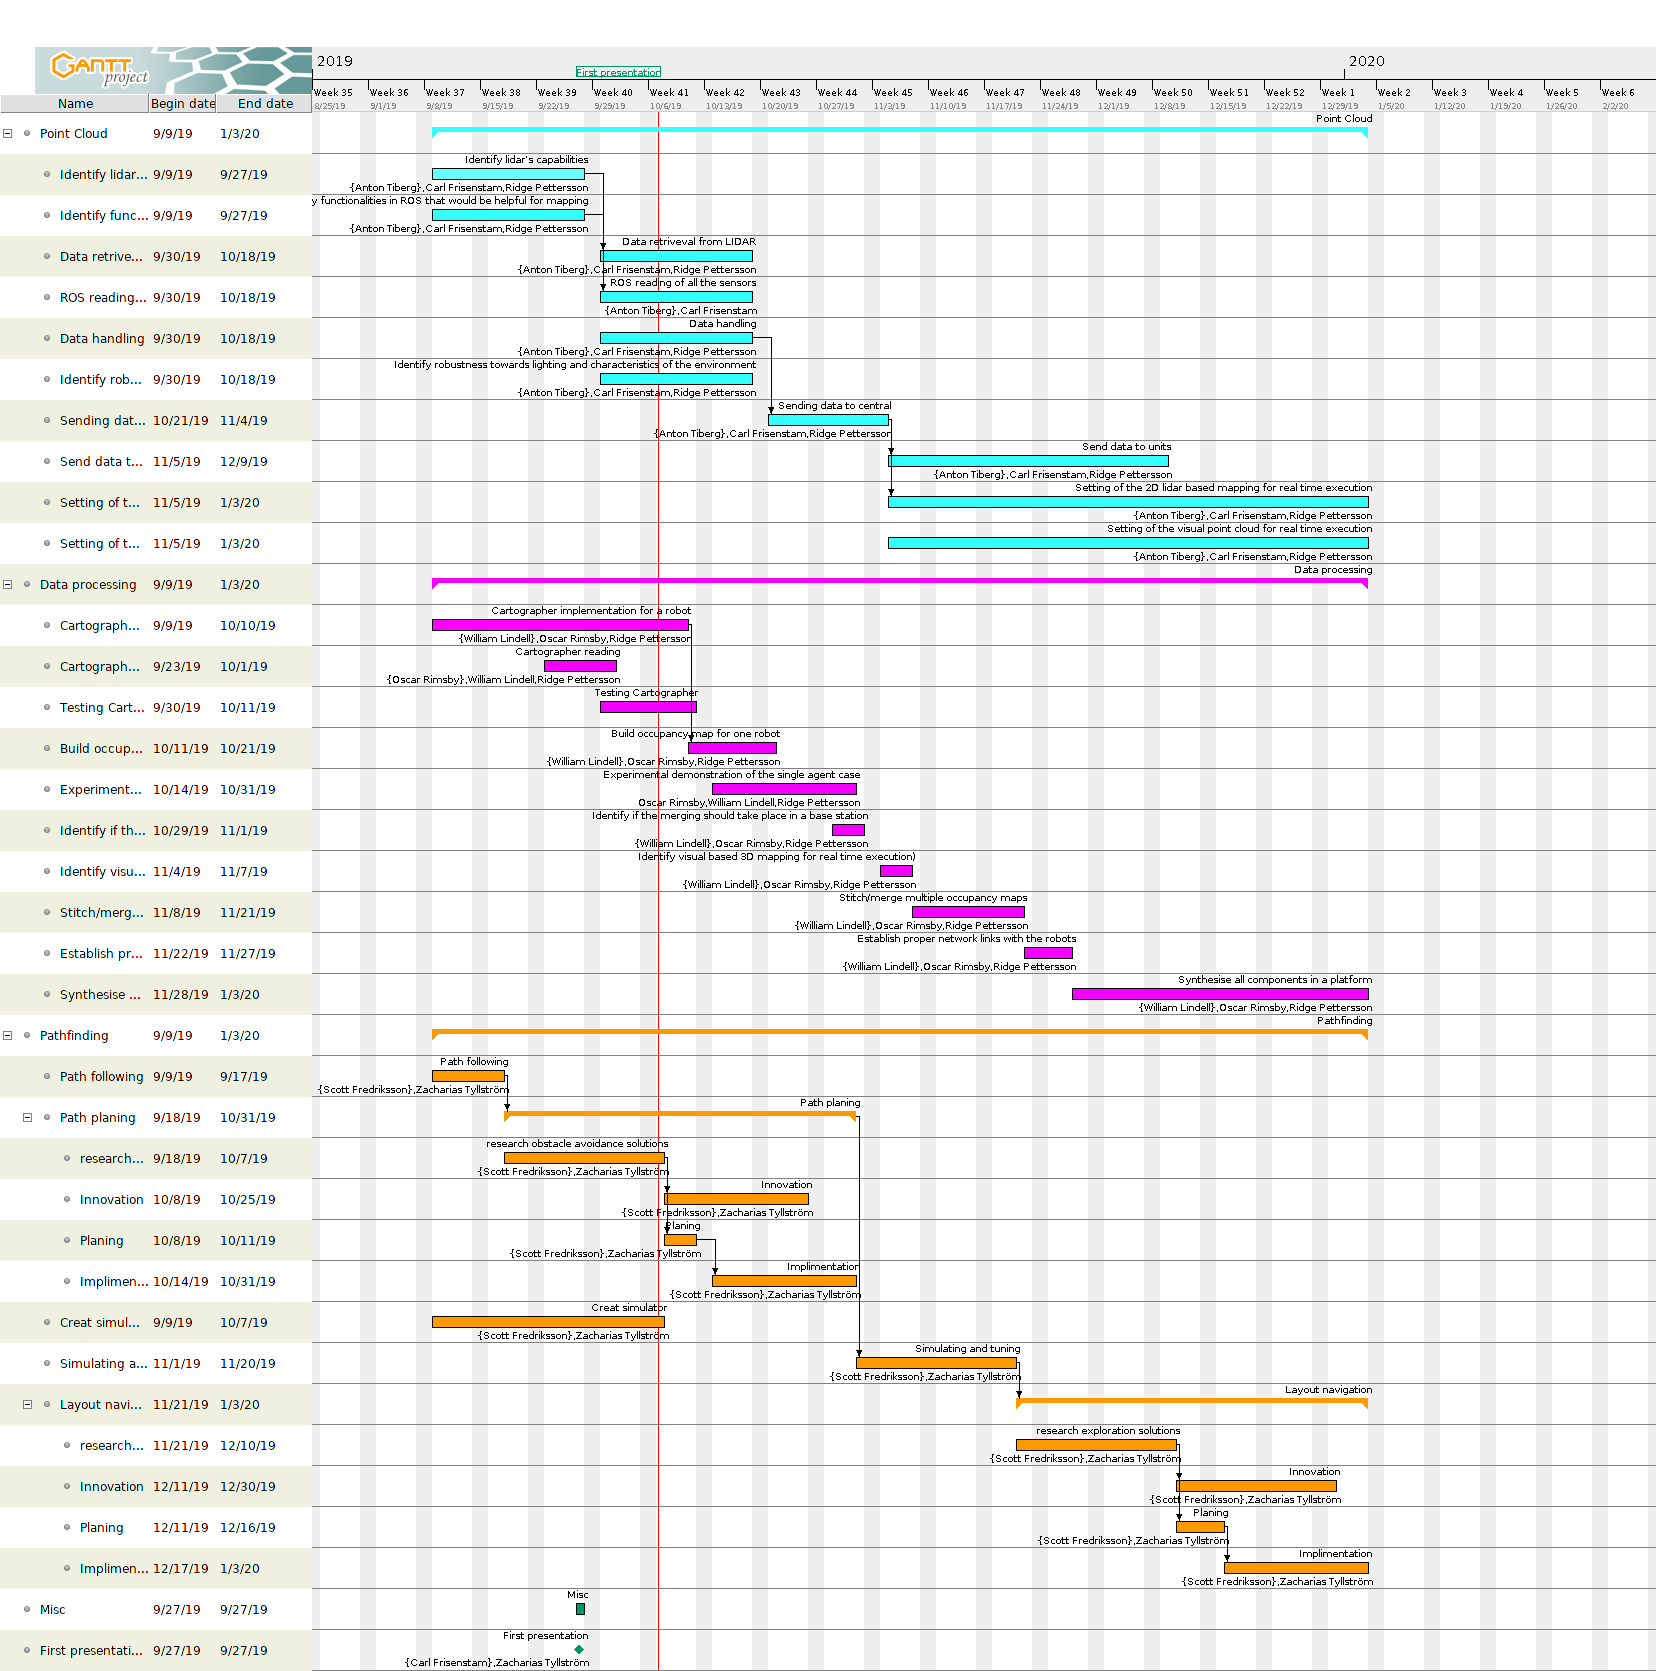 GANTT project
2019
2020
First presentation
Name Begin date End date
Week 35 Week 36 Week 37 Week 38 Week 39 Week 40 Week 41 Week 42 Week 43 Week 44 Week 45 Week 46 Week 47 Week 48 Week 49 Week 50 Week 51 Week 52 Week 1 Week 2 Week 3 Week 4 Week 5 Week 6
8/25/19 9/1/19 9/8/19 9/15/19 9/22/19 9/29/19 10/6/19 10/13/19 10/20/19 10/27/19 11/3/19 11/10/19 11/17/19 11/24/19 12/1/19 12/8/19 12/15/19 12/22/19 12/29/19 1/5/20 1/12/20 1/19/20 1/26/20 2/2/20
Point Cloud
Point Cloud 9/9/19 1/3/20
Identify lidar's capabilities
Identify lidar... 9/9/19 9/27/19
{Anton Tiberg},Carl Frisenstam,Ridge Pettersson
y functionalities in ROS that would be helpful for mapping
Identify func... 9/9/19 9/27/19
{Anton Tiberg},Carl Frisenstam,Ridge Pettersson
Data retriveval from LIDAR
Data retrive... 9/30/19 10/18/19
{Anton Tiberg},Carl Frisenstam,Ridge Pettersson
ROS reading of all the sensors
ROS reading... 9/30/19 10/18/19
{Anton Tiberg},Carl Frisenstam
Data handling
Data handling 9/30/19 10/18/19
{Anton Tiberg},Carl Frisenstam,Ridge Pettersson
Identify robustness towards lighting and characteristics of the environment
Identify rob... 9/30/19 10/18/19
{Anton Tiberg},Carl Frisenstam,Ridge Pettersson
Sending data to central
Sending dat... 10/21/19 11/4/19
{Anton Tiberg},Carl Frisenstam,Ridge Pettersson
Send data to units
Send data t... 11/5/19 12/9/19
{Anton Tiberg},Carl Frisenstam,Ridge Pettersson
Setting of the 2D lidar based mapping for real time execution
Setting of t... 11/5/19 1/3/20
{Anton Tiberg},Carl Frisenstam,Ridge Pettersson
Setting of the visual point cloud for real time execution
Setting of t... 11/5/19 1/3/20
{Anton Tiberg},Carl Frisenstam,Ridge Pettersson
Data processing
Data processing 9/9/19 1/3/20
Cartographer implementation for a robot
Cartograph... 9/9/19 10/10/19
{William Lindell},Oscar Rimsby,Ridge Pettersson
Cartographer reading
Cartograph... 9/23/19 10/1/19
{Oscar Rimsby},William Lindell,Ridge Pettersson
Testing Cartographer
Testing Cart... 9/30/19 10/11/19
Build occupancy map for one robot
Build occup... 10/11/19 10/21/19
{William Lindell},Oscar Rimsby,Ridge Pettersson
Experimental demonstration of the single agent case
Experiment... 10/14/19 10/31/19
Oscar Rimsby,William Lindell,Ridge Pettersson
Identify if the merging should take place in a base station
Identify if th... 10/29/19 11/1/19
{William Lindell},Oscar Rimsby,Ridge Pettersson
Identify visual based 3D mapping for real time execution)
Identify visu... 11/4/19 11/7/19
{William Lindell},Oscar Rimsby,Ridge Pettersson
Stitch/merge multiple occupancy maps
Stitch/merg... 11/8/19 11/21/19
{William Lindell},Oscar Rimsby,Ridge Pettersson
Establish proper network links with the robots
Establish pr... 11/22/19 11/27/19
{William Lindell},Oscar Rimsby,Ridge Pettersson
Synthesise all components in a platform
Synthesise ... 11/28/19 1/3/20
{William Lindell},Oscar Rimsby,Ridge Pettersson
Pathfinding
Pathfinding 9/9/19 1/3/20
Path following
Path following 9/9/19 9/17/19
{Scott Fredriksson},Zacharias Tyllström
Path planing
Path planing 9/18/19 10/31/19
research obstacle avoidance solutions
research... 9/18/19 10/7/19
{Scott Fredriksson},Zacharias Tyllström
Innovation
Innovation 10/8/19 10/25/19
{Scott Fredriksson},Zacharias Tyllström
Planing
Planing 10/8/19 10/11/19
{Scott Fredriksson},Zacharias Tyllström
Implimentation
Implimen... 10/14/19 10/31/19
{Scott Fredriksson},Zacharias Tyllström
Creat simulator
Creat simul... 9/9/19 10/7/19
{Scott Fredriksson},Zacharias Tyllström
Simulating and tuning
Simulating a... 11/1/19 11/20/19
{Scott Fredriksson},Zacharias Tyllström
Layout navigation
Layout navi... 11/21/19 1/3/20
research exploration solutions
research... 11/21/19 12/10/19
{Scott Fredriksson},Zacharias Tyllström
Innovation
Innovation 12/11/19 12/30/19
{Scott Fredriksson},Zacharias Tyllström
Planing
Planing 12/11/19 12/16/19
{Scott Fredriksson},Zacharias Tyllström
Implimentation
Implimen... 12/17/19 1/3/20
{Scott Fredriksson},Zacharias Tyllström
Misc
Misc 9/27/19 9/27/19
First presentation
First presentati... 9/27/19 9/27/19
{Carl Frisenstam},Zacharias Tyllström